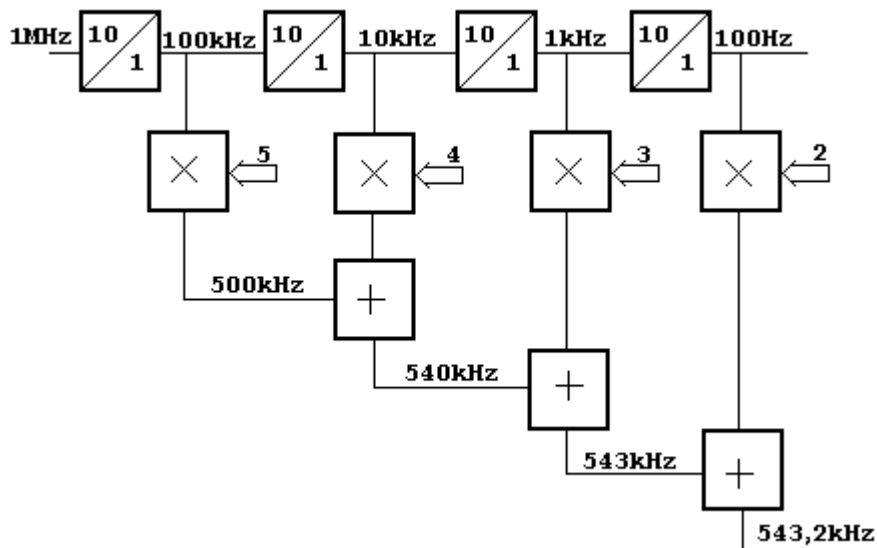 1MHz 10/1 100kHz 10/1 10kHz 10/1 1kHz 10/1 100Hz
× 5 × 4 × 3 × 2
500kHz +
540kHz +
543kHz +
543,2kHz